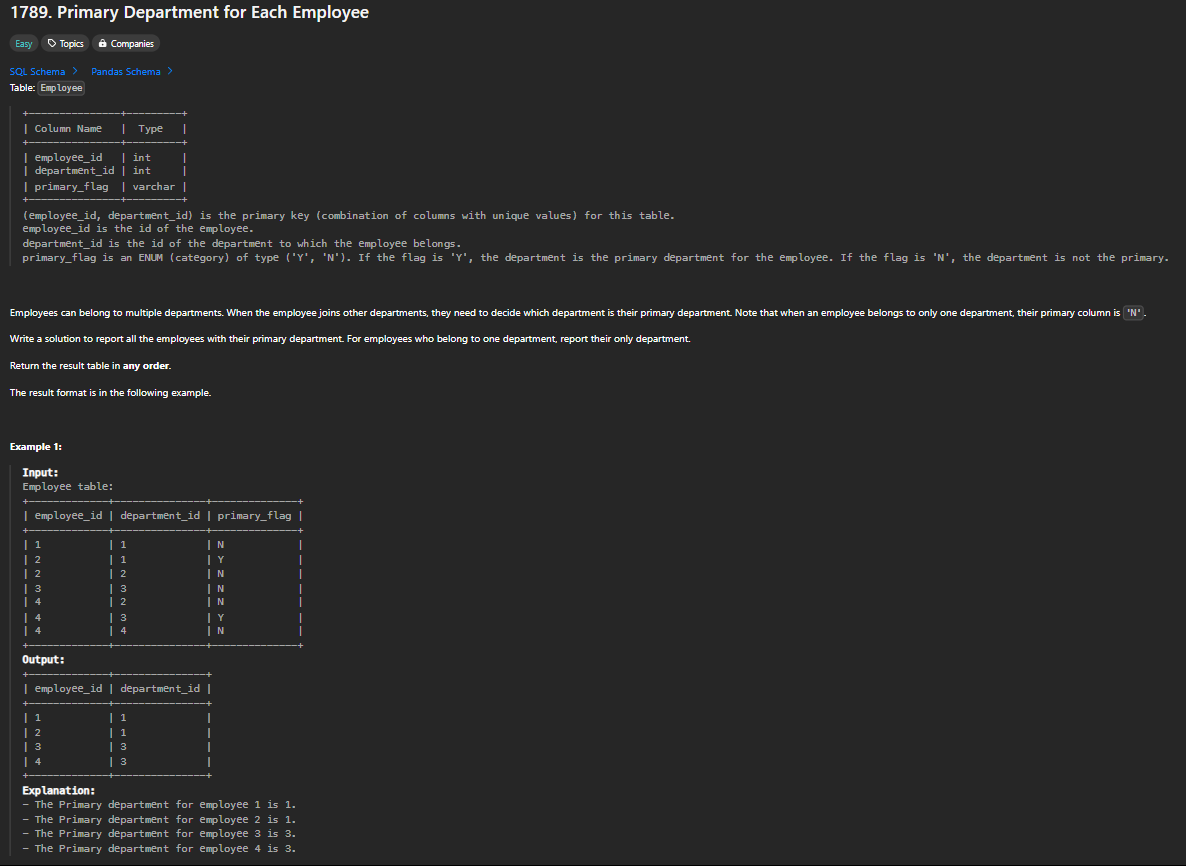 1789. Primary Department for Each Employee
Easy Topics Companies
SQL Schema > Pandas Schema >
Table: Employee
+---------------+---------+
| Column Name   |  Type   |
+---------------+---------+
| employee_id   | int     |
| department_id | int     |
| primary_flag  | varchar |
+---------------+---------+
(employee_id, department_id) is the primary key (combination of columns with unique values) for this table.
employee_id is the id of the employee.
department_id is the id of the department to which the employee belongs.
primary_flag is an ENUM (category) of type ('Y', 'N'). If the flag is 'Y', the department is the primary department for the employee. If the flag is 'N', the department is not the primary.
Employees can belong to multiple departments. When the employee joins other departments, they need to decide which department is their primary department. Note that when an employee belongs to only one department, their primary column is 'N'.
Write a solution to report all the employees with their primary department. For employees who belong to one department, report their only department.
Return the result table in any order.
The result format is in the following example.
Example 1:
Input:
Employee table:
+-------------+---------------+--------------+
| employee_id | department_id | primary_flag |
+-------------+---------------+--------------+
| 1           | 1             | N            |
| 2           | 1             | Y            |
| 2           | 2             | N            |
| 3           | 3             | N            |
| 4           | 2             | N            |
| 4           | 3             | Y            |
| 4           | 4             | N            |
+-------------+---------------+--------------+
Output:
+-------------+---------------+
| employee_id | department_id |
+-------------+---------------+
| 1           | 1             |
| 2           | 1             |
| 3           | 3             |
| 4           | 3             |
+-------------+---------------+
Explanation:
- The Primary department for employee 1 is 1.
- The Primary department for employee 2 is 1.
- The Primary department for employee 3 is 3.
- The Primary department for employee 4 is 3.